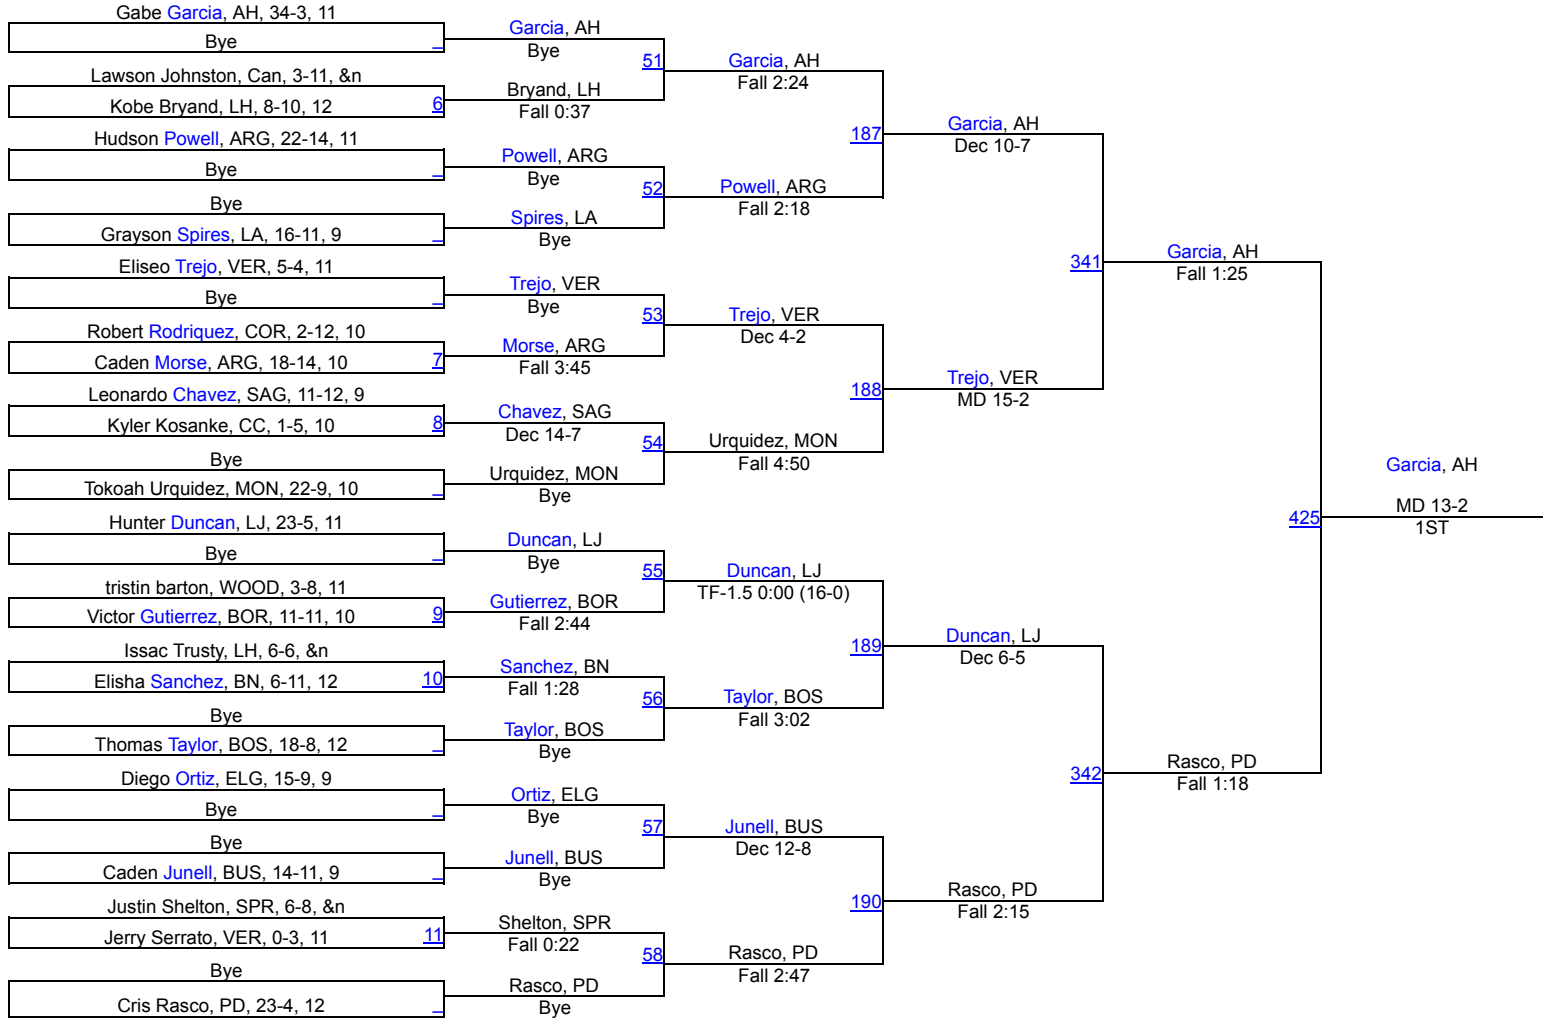 Gabe Garcia, AH, 34-3, 11
Bye
Lawson Johnston, Can, 3-11, &n
Kobe Bryand, LH, 8-10, 12
6
Hudson Powell, ARG, 22-14, 11
Bye
Bye
Grayson Spires, LA, 16-11, 9
Eliseo Trejo, VER, 5-4, 11
Bye
Robert Rodriquez, COR, 2-12, 10
Caden Morse, ARG, 18-14, 10
7
Leonardo Chavez, SAG, 11-12, 9
Kyler Kosanke, CC, 1-5, 10
8
Bye
Tokoah Urquidez, MON, 22-9, 10
Hunter Duncan, LJ, 23-5, 11
Bye
tristin barton, WOOD, 3-8, 11
Victor Gutierrez, BOR, 11-11, 10
9
Issac Trusty, LH, 6-6, &n
Elisha Sanchez, BN, 6-11, 12
10
Bye
Thomas Taylor, BOS, 18-8, 12
Diego Ortiz, ELG, 15-9, 9
Bye
Bye
Caden Junell, BUS, 14-11, 9
Justin Shelton, SPR, 6-8, &n
Jerry Serrato, VER, 0-3, 11
11
Bye
Cris Rasco, PD, 23-4, 12
Garcia, AH
Bye
51
Bryand, LH
Fall 0:37
Powell, ARG
Bye
52
Spires, LA
Bye
Trejo, VER
Bye
53
Morse, ARG
Fall 3:45
Chavez, SAG
Dec 14-7
54
Urquidez, MON
Bye
Duncan, LJ
Bye
55
Gutierrez, BOR
Fall 2:44
Sanchez, BN
Fall 1:28
56
Taylor, BOS
Bye
Ortiz, ELG
Bye
57
Junell, BUS
Bye
Shelton, SPR
Fall 0:22
58
Rasco, PD
Bye
Garcia, AH
Fall 2:24
187
Powell, ARG
Fall 2:18
Trejo, VER
Dec 4-2
188
Urquidez, MON
Fall 4:50
Duncan, LJ
TF-1.5 0:00 (16-0)
189
Taylor, BOS
Fall 3:02
Junell, BUS
Dec 12-8
190
Rasco, PD
Fall 2:47
Garcia, AH
Dec 10-7
341
Trejo, VER
MD 15-2
Duncan, LJ
Dec 6-5
342
Rasco, PD
Fall 2:15
Garcia, AH
Fall 1:25
425
Rasco, PD
Fall 1:18
Garcia, AH
MD 13-2
1ST